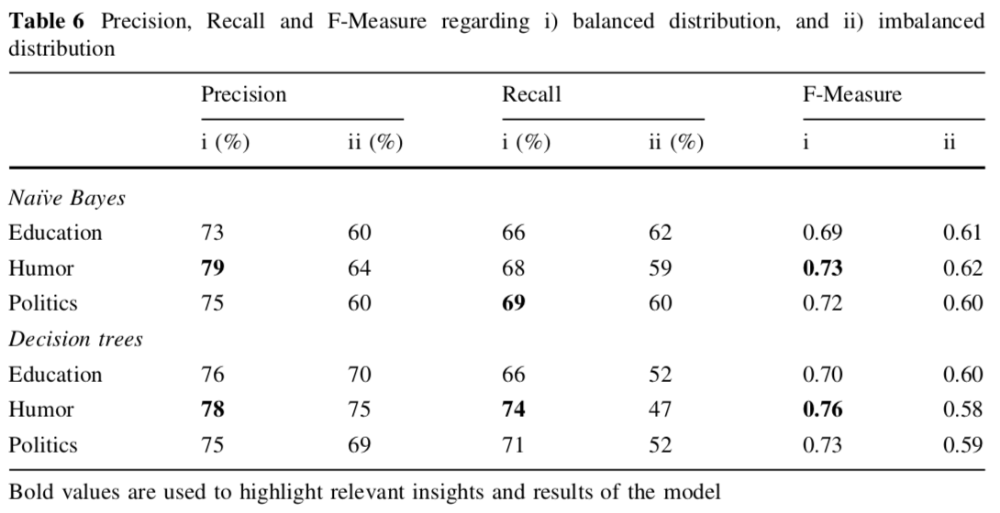 Table 6 Precision, Recall and F-Measure regarding i) balanced distribution, and ii) imbalanced
distribution
Precision Recall F-Measure
i (%) ii (%) i (%) ii (%) i ii
Naïve Bayes
Education 73 60 66 62 0.69 0.61
Humor 79 64 68 59 0.73 0.62
Politics 75 60 69 60 0.72 0.60
Decision trees
Education 76 70 66 52 0.70 0.60
Humor 78 75 74 47 0.76 0.58
Politics 75 69 71 52 0.73 0.59
Bold values are used to highlight relevant insights and results of the model